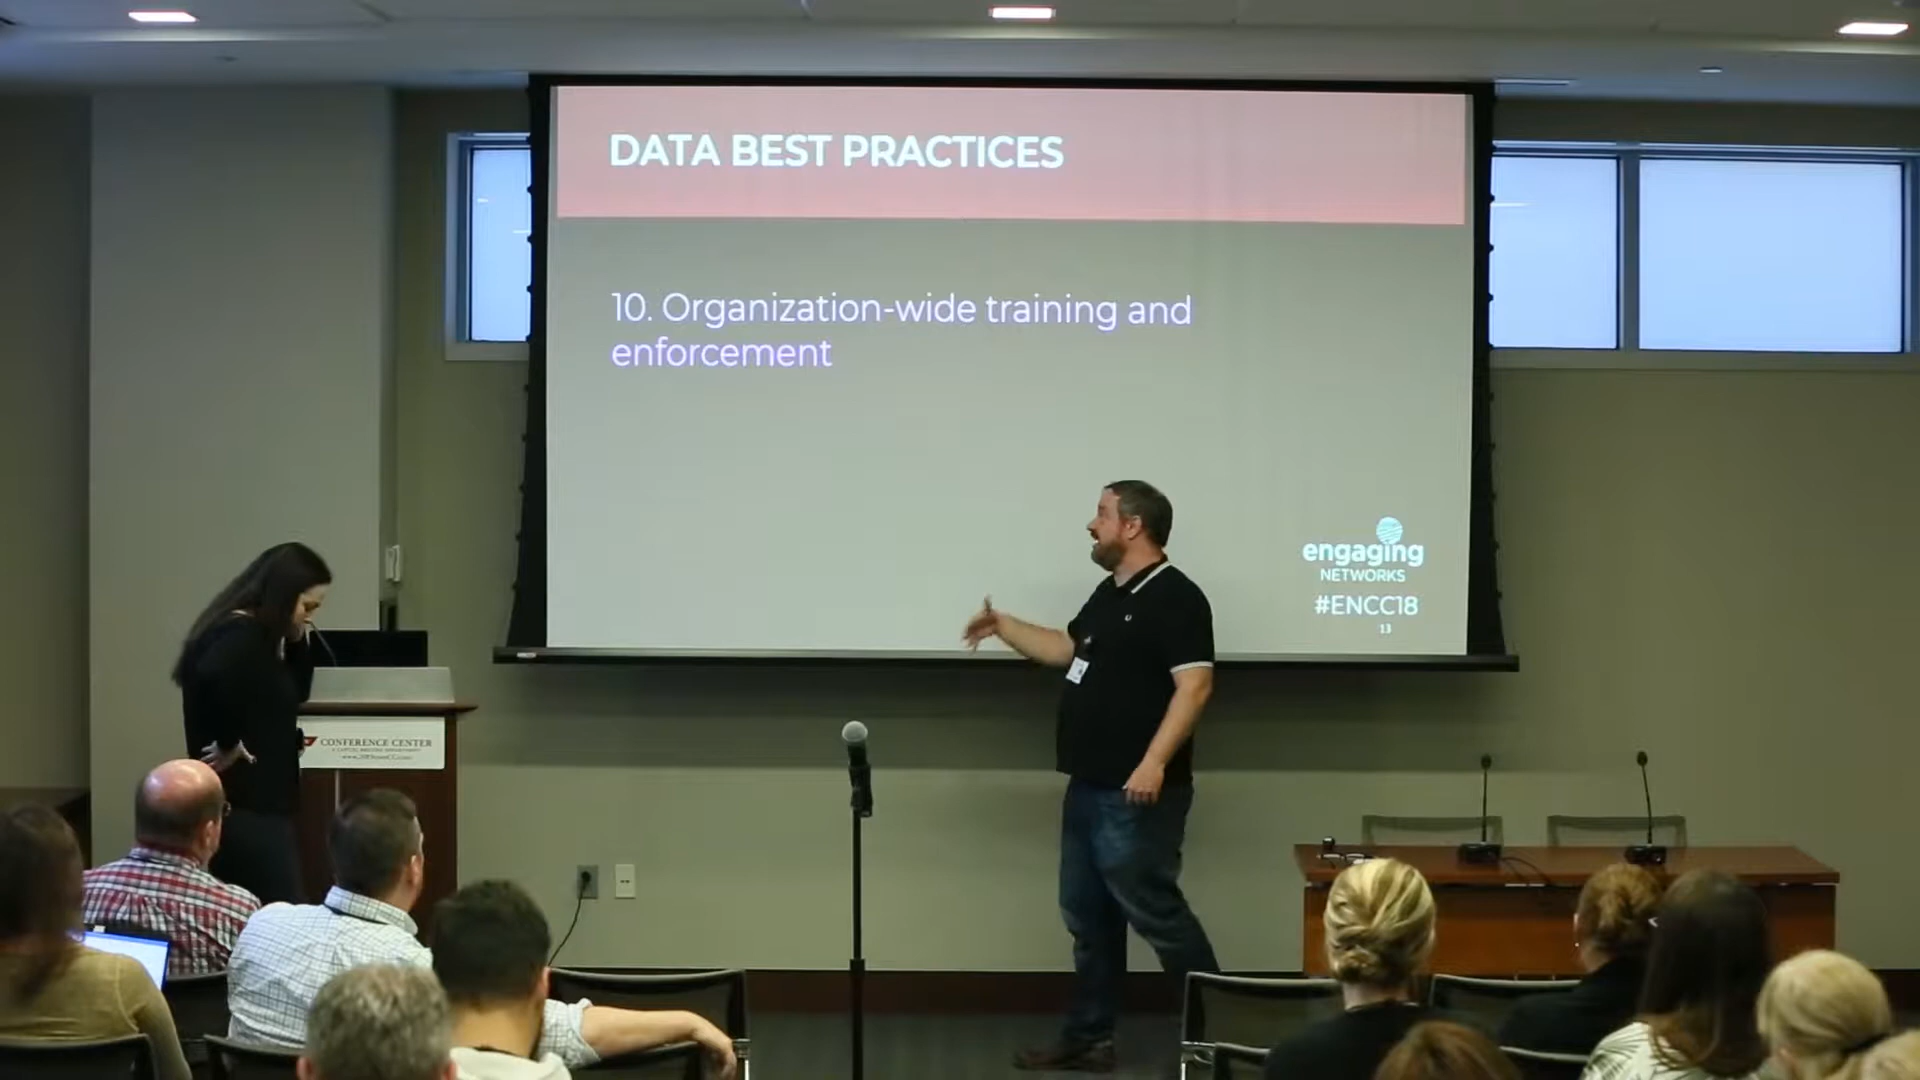 DATA BEST PRACTICES
10. Organization-wide training and
enforcement
engaging
NETWORKS
#ENCC18
13
CONFERENCE CENTER